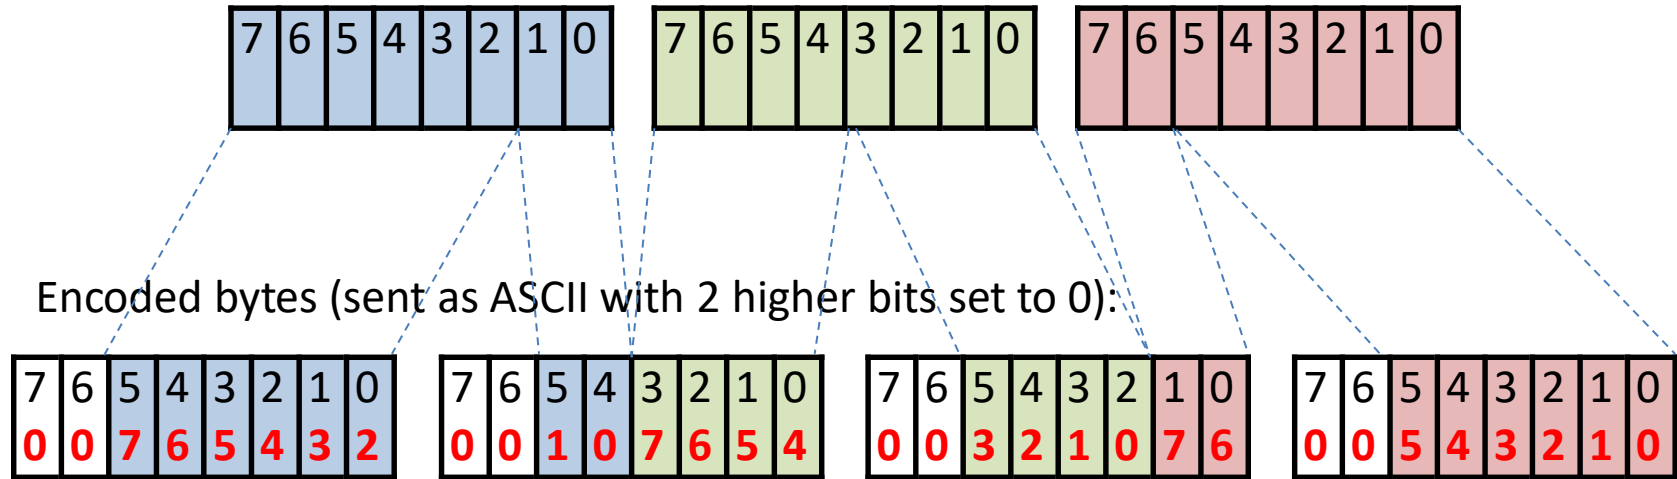 7 6 5 4 3 2 1 0 7 6 5 4 3 2 1 0 7 6 5 4 3 2 1 0
Encoded bytes (sent as ASCII with 2 higher bits set to 0):
7 6 5 4 3 2 1 0 7 6 5 4 3 2 1 0 7 6 5 4 3 2 1 0 7 6 5 4 3 2 1 0
0 0 7 6 5 4 3 2 0 0 1 0 7 6 5 4 0 0 3 2 1 0 7 6 0 0 5 4 3 2 1 0